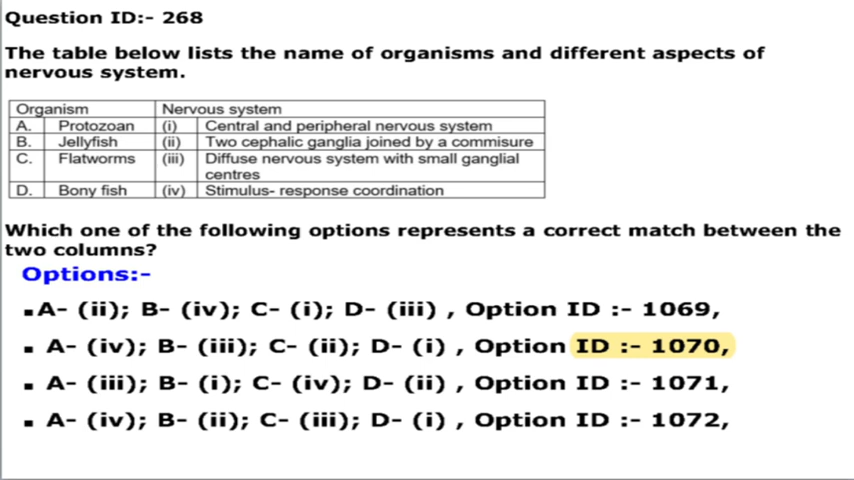 Question ID:- 268
The table below lists the name of organisms and different aspects of
nervous system.
Organism Nervous system
A. Protozoan (i) Central and peripheral nervous system
B. Jellyfish (ii) Two cephalic ganglia joined by a commisure
C. Flatworms (iii) Diffuse nervous system with small ganglial
centres
D. Bony fish (iv) Stimulus- response coordination
Which one of the following options represents a correct match between the
two columns?
Options:-
▪A- (ii); B- (iv); C- (i); D- (iii) , Option ID :- 1069,
▪ A- (iv); B- (iii); C- (ii); D- (i) , Option ID :- 1070,
▪ A- (iii); B- (i); C- (iv); D- (ii) , Option ID :- 1071,
▪ A- (iv); B- (ii); C- (iii); D- (i) , Option ID :- 1072,